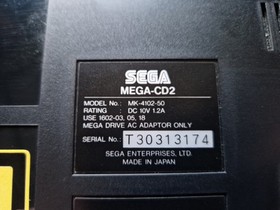 SEGA
MEGA-CD2
MODEL No.: MK-4102-50
RATING : DC 10V 1.2A
USE 1602-03, 05, 18
MEGA DRIVE AC ADAPTOR ONLY
SERIAL No.: T30313174
SEGA ENTERPRISES, LTD.
MADE IN JAPAN